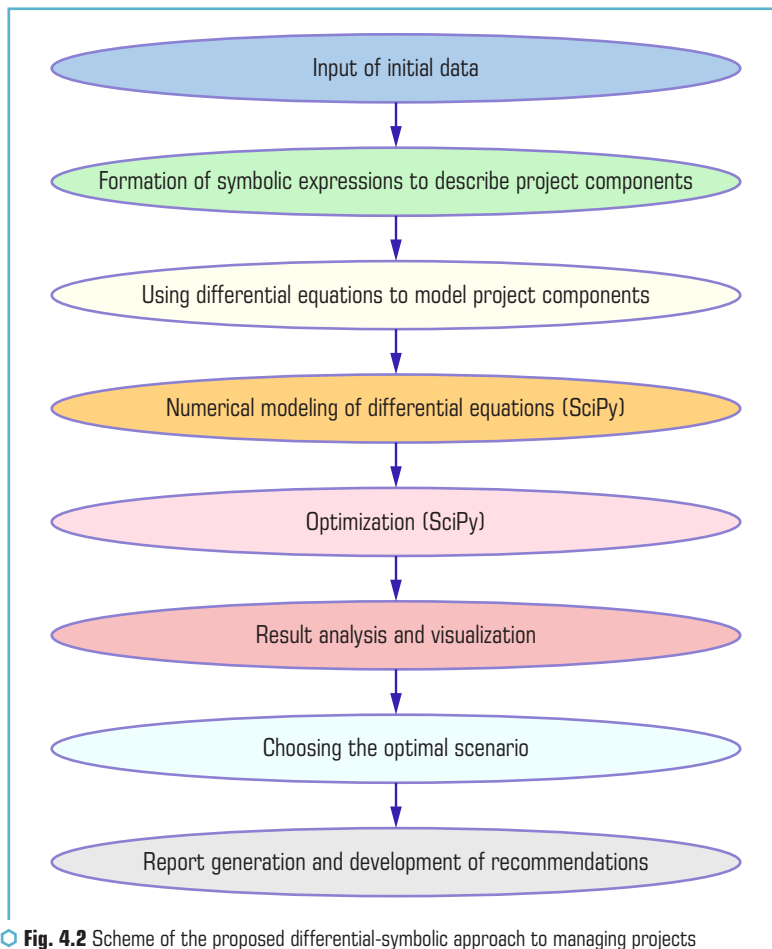 Input of initial data
Formation of symbolic expressions to describe project components
Using differential equations to model project components
Numerical modeling of differential equations (SciPy)
Optimization (SciPy)
Result analysis and visualization
Choosing the optimal scenario
Report generation and development of recommendations
Fig. 4.2 Scheme of the proposed differential-symbolic approach to managing projects